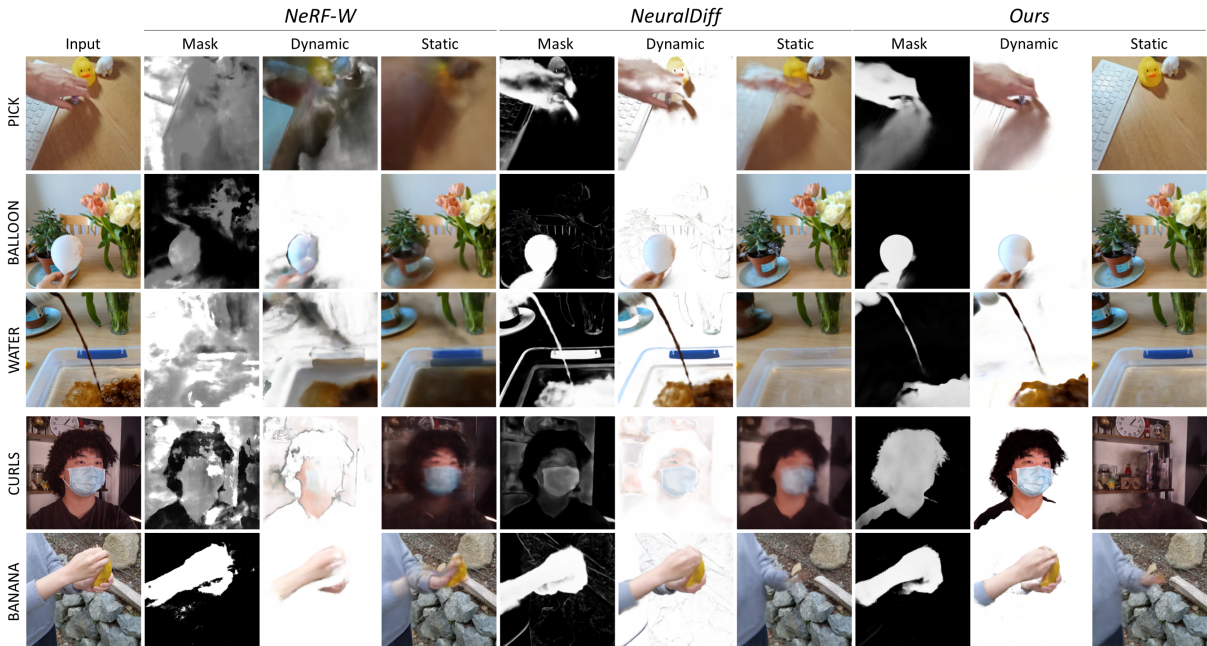 NeRF-W NeuralDiff Ours
Input Mask Dynamic Static Mask Dynamic Static Mask Dynamic Static
PICK
BALLOON
WATER
CURLS
BANANA